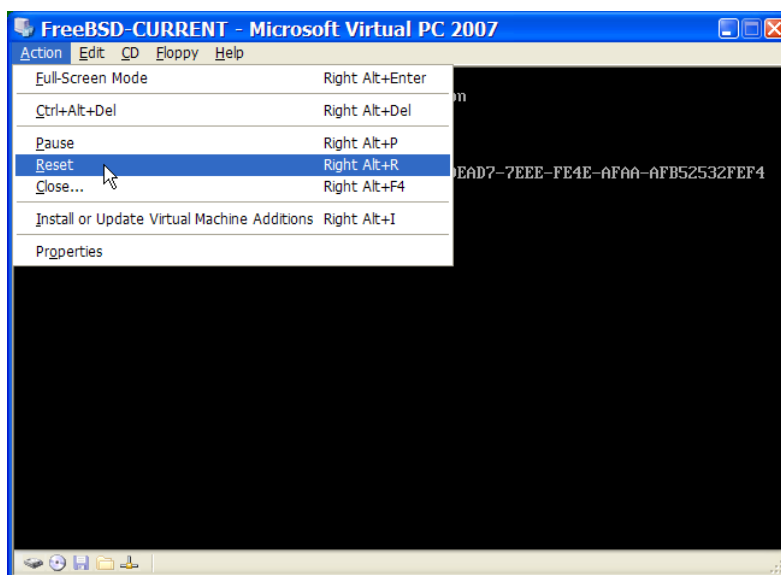 FreeBSD-CURRENT - Microsoft Virtual PC 2007
Action Edit CD Floppy Help
Full-Screen Mode Right Alt+Enter
Ctrl+Alt+Del Right Alt+Del
Pause Right Alt+P
Reset Right Alt+R
EAD7-7EEE-FE4E-AFAA-AFB52532FEF4
Close... Right Alt+F4
Install or Update Virtual Machine Additions Right Alt+I
Properties